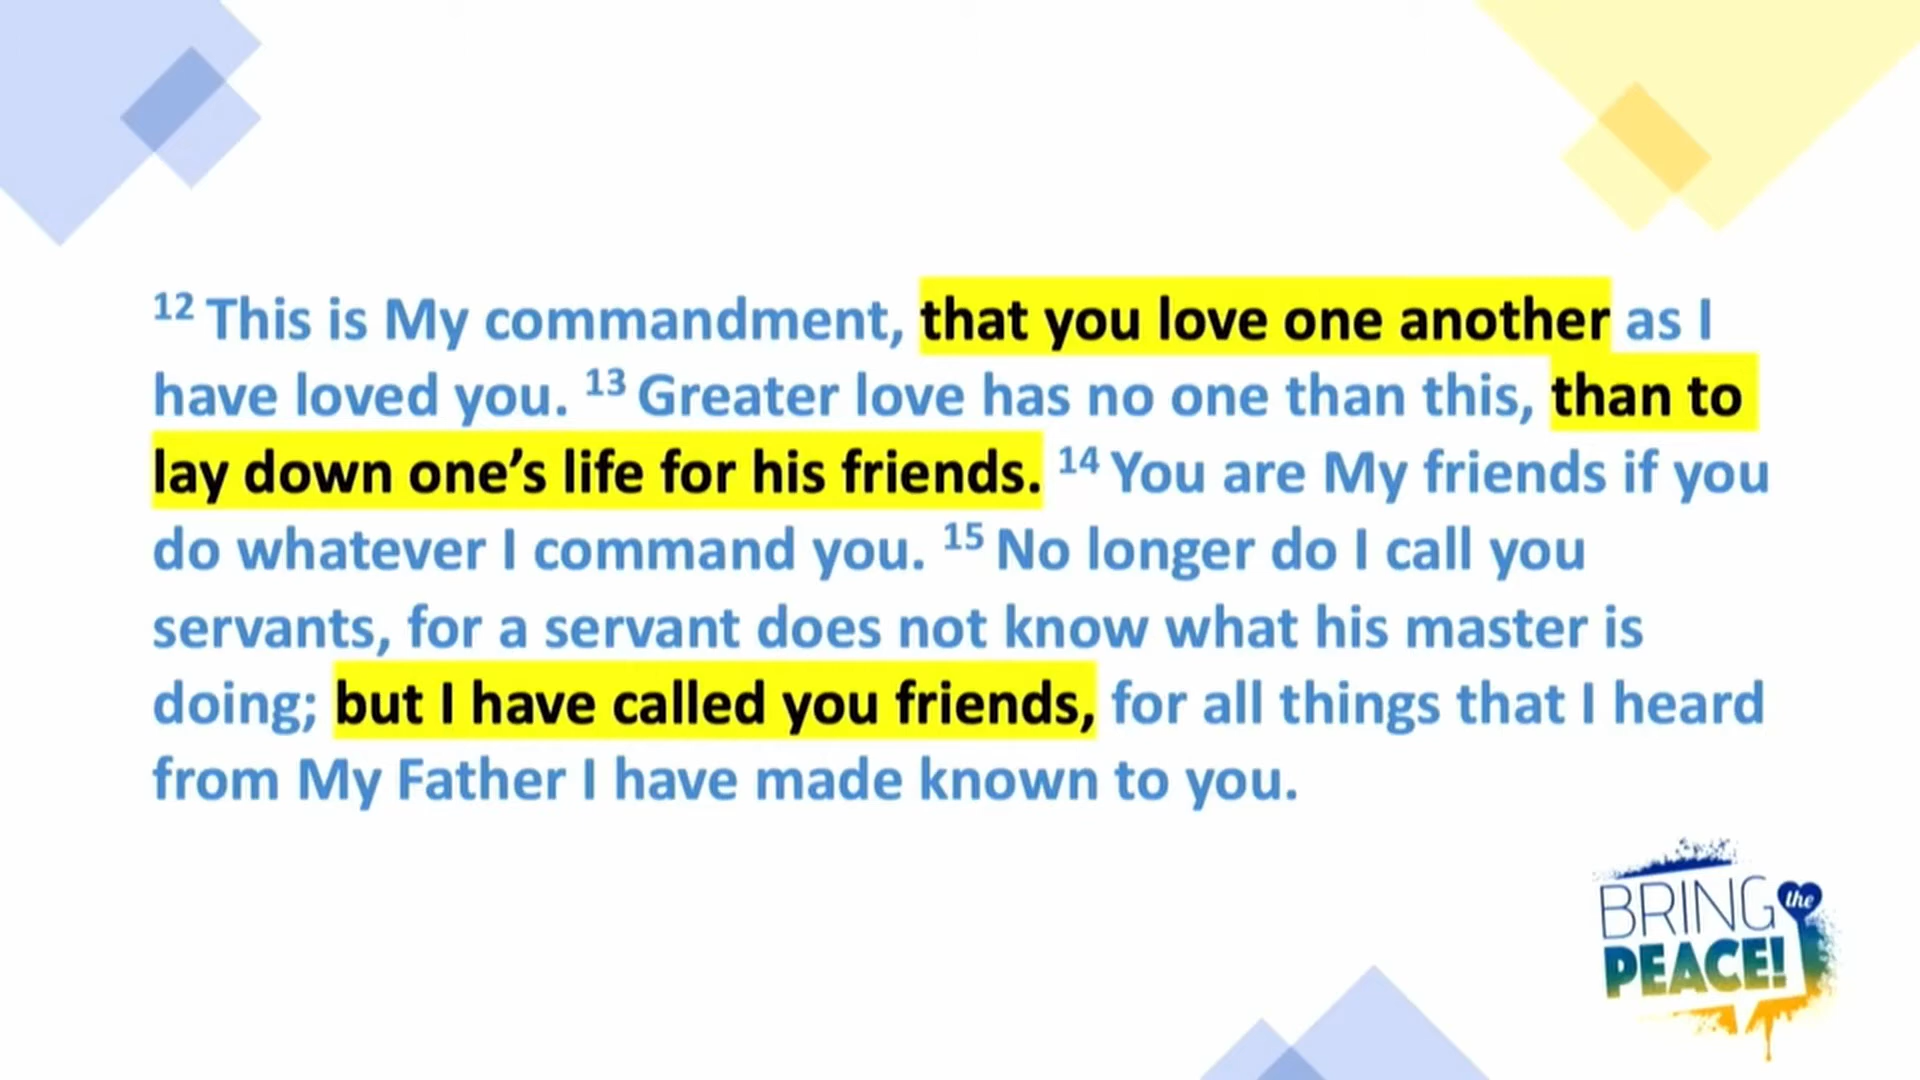 12 This is My commandment, that you love one another as I
have loved you. 13 Greater love has no one than this, than to
lay down one’s life for his friends. 14 You are My friends if you
do whatever I command you. 15 No longer do I call you
servants, for a servant does not know what his master is
doing; but I have called you friends, for all things that I heard
from My Father I have made known to you.
BRING the
PEACE!